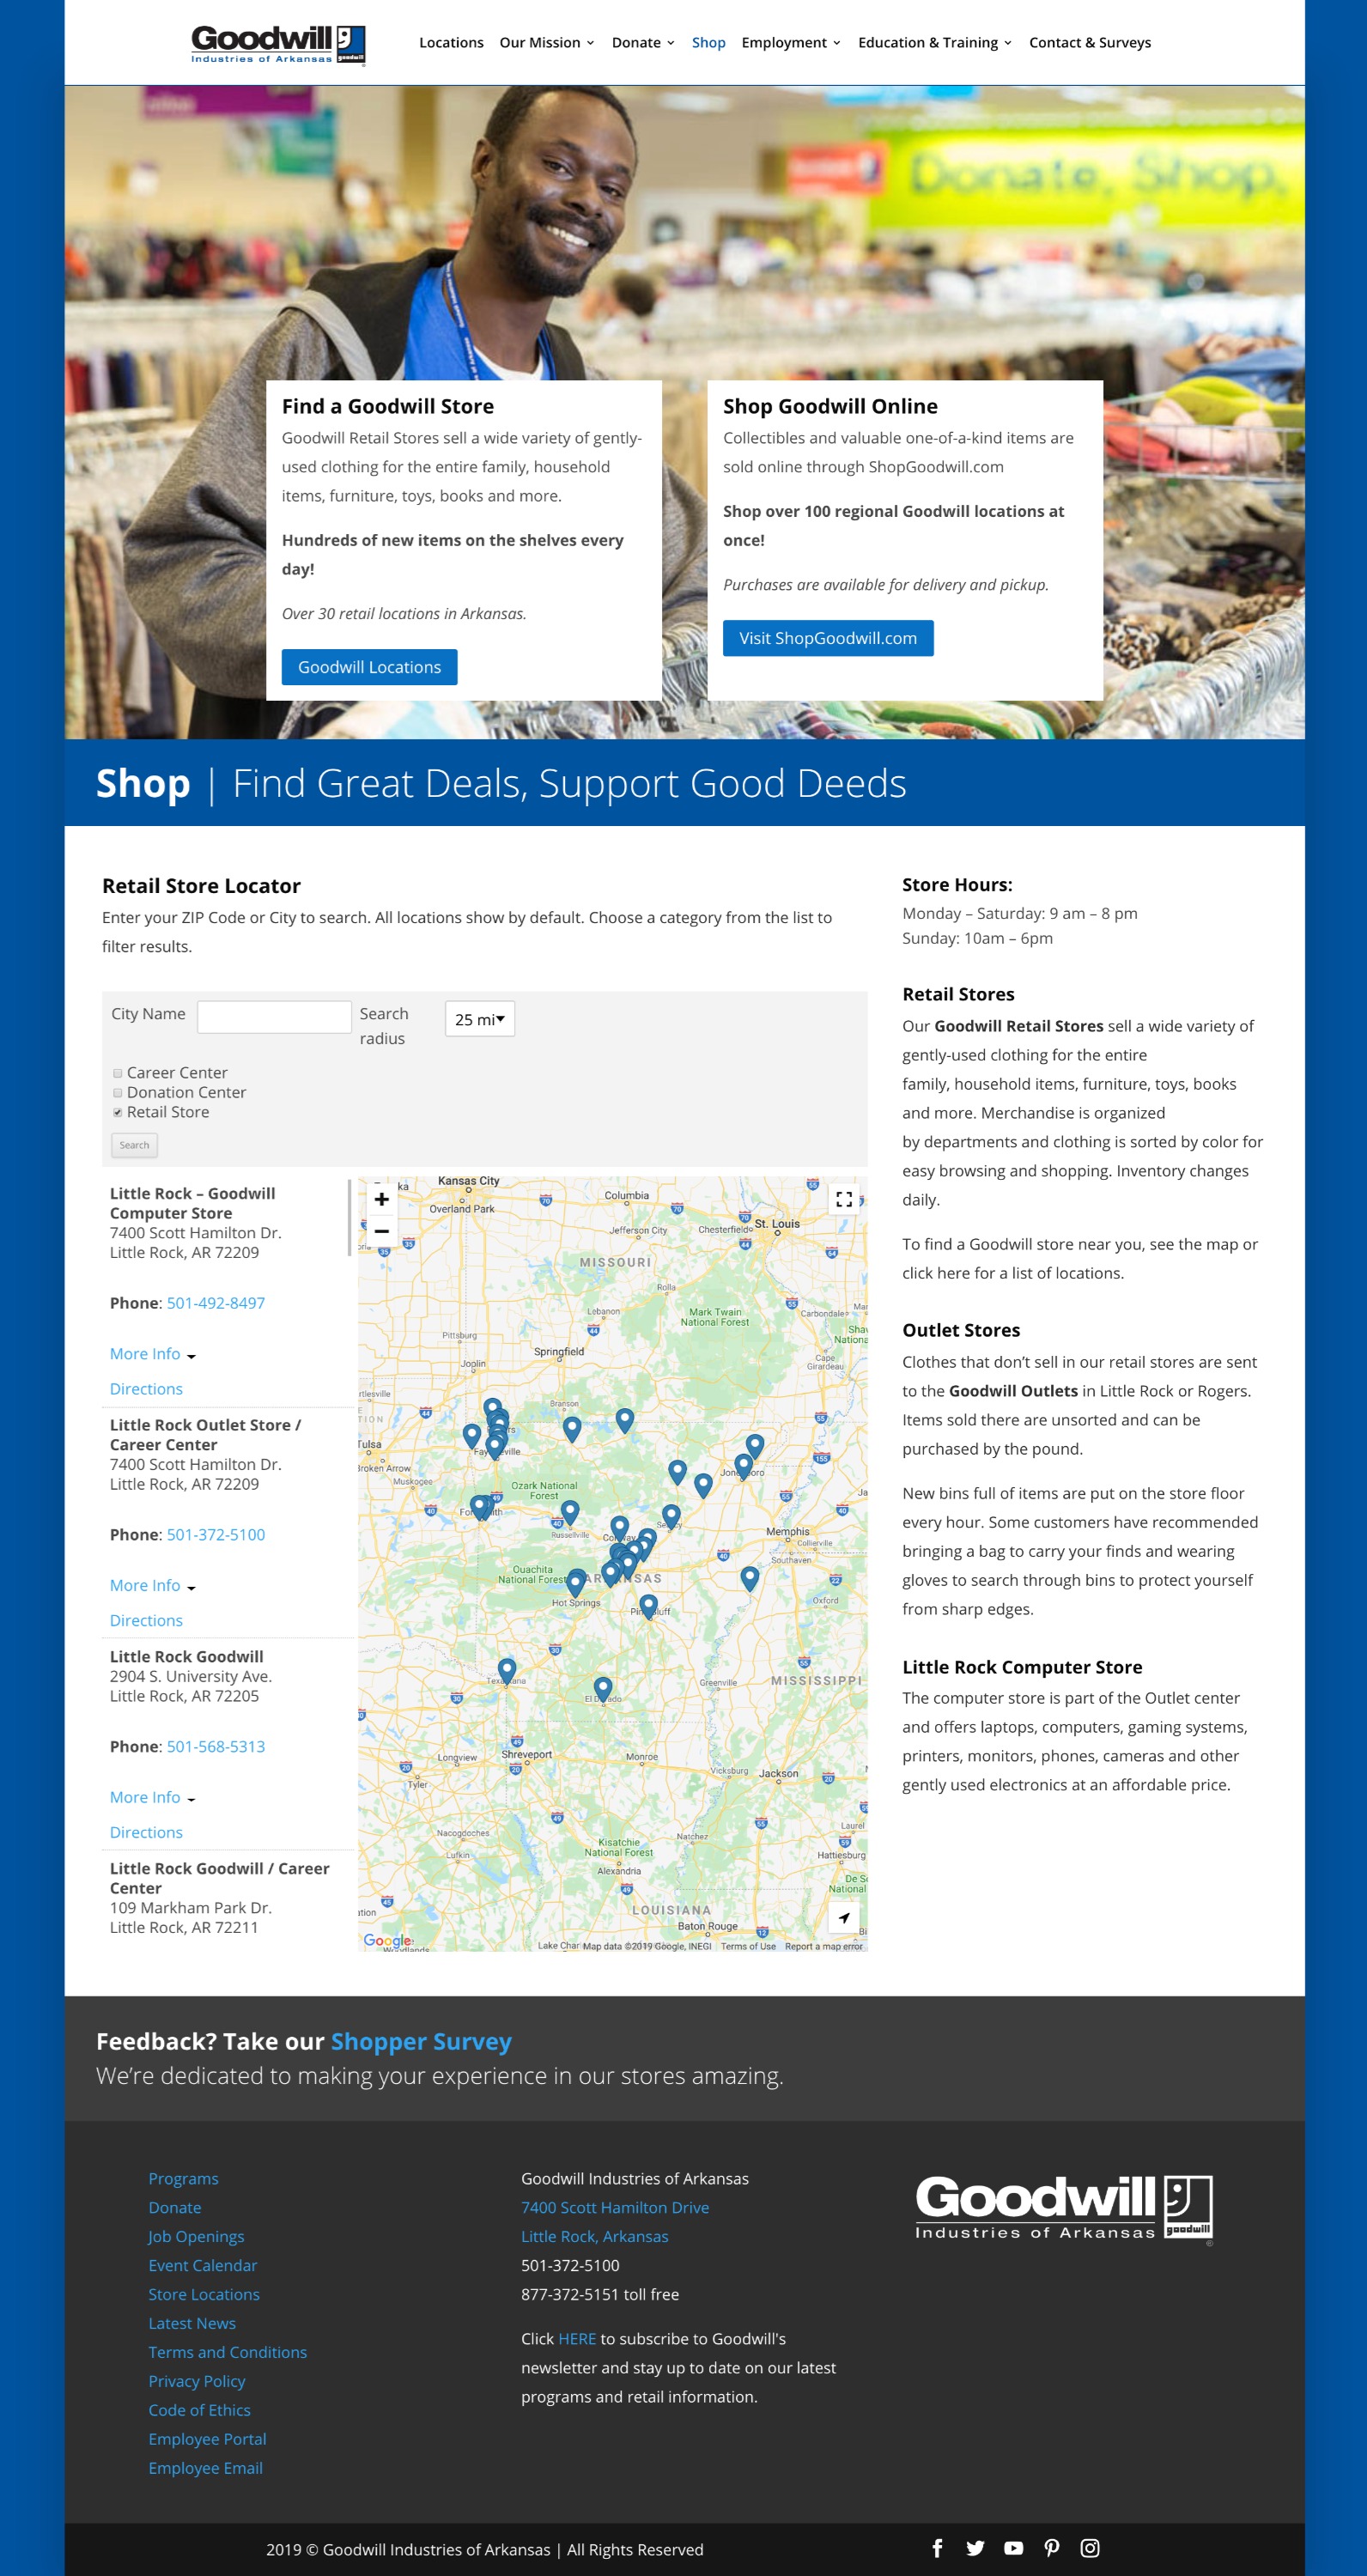 Goodwill
Industries of Arkansas
goodwill
Locations Our Mission Donate Shop Employment Education & Training Contact & Surveys
Donate, Shop,
Find a Goodwill Store
Goodwill Retail Stores sell a wide variety of gently-
used clothing for the entire family, household
items, furniture, toys, books and more.
Hundreds of new items on the shelves every
day!
Over 30 retail locations in Arkansas.
Goodwill Locations
Shop Goodwill Online
Collectibles and valuable one-of-a-kind items are
sold online through ShopGoodwill.com
Shop over 100 regional Goodwill locations at
once!
Purchases are available for delivery and pickup.
Visit ShopGoodwill.com
Shop | Find Great Deals, Support Good Deeds
Retail Store Locator
Enter your ZIP Code or City to search. All locations show by default. Choose a category from the list to
filter results.
City Name
Search
radius
25 mi
Career Center
Donation Center
Retail Store
Search
Little Rock – Goodwill
Computer Store
7400 Scott Hamilton Dr.
Little Rock, AR 72209
Phone: 501-492-8497
More Info
Directions
Little Rock Outlet Store /
Career Center
7400 Scott Hamilton Dr.
Little Rock, AR 72209
Phone: 501-372-5100
More Info
Directions
Little Rock Goodwill
2904 S. University Ave.
Little Rock, AR 72205
Phone: 501-568-5313
More Info
Directions
Little Rock Goodwill / Career
Center
109 Markham Park Dr.
Little Rock, AR 72211
Kansas City
Overland Park
Columbia
Jefferson City
Chesterfield
St. Louis
MISSOURI
Rolla
Lebanon
Mark Twain
National Forest
Carbondale
Pittsburg
Springfield
Joplin
Cape
Girardeau
Branson
Tulsa
Broken Arrow
Muskogee
Ozark National
Forest
Russellville
Memphis
Collierville
Southaven
Ouachita
National Forest
Hot Springs
Oxford
Greenville
MISSISSIPPI
Longview
Shreveport
Monroe
Tyler
Vicksburg
Jackson
Nacogdoches
Natchez
Laurel
Lufkin
Kisatchie
National Forest
Hattiesburg
Alexandria
LOUISIANA
Baton Rouge
Google
Lake Char
Map data ©2019 Google, INEGI Terms of Use Report a map error
Store Hours:
Monday – Saturday: 9 am – 8 pm
Sunday: 10am – 6pm
Retail Stores
Our Goodwill Retail Stores sell a wide variety of
gently-used clothing for the entire
family, household items, furniture, toys, books
and more. Merchandise is organized
by departments and clothing is sorted by color for
easy browsing and shopping. Inventory changes
daily.
To find a Goodwill store near you, see the map or
click here for a list of locations.
Outlet Stores
Clothes that don’t sell in our retail stores are sent
to the Goodwill Outlets in Little Rock or Rogers.
Items sold there are unsorted and can be
purchased by the pound.
New bins full of items are put on the store floor
every hour. Some customers have recommended
bringing a bag to carry your finds and wearing
gloves to search through bins to protect yourself
from sharp edges.
Little Rock Computer Store
The computer store is part of the Outlet center
and offers laptops, computers, gaming systems,
printers, monitors, phones, cameras and other
gently used electronics at an affordable price.
Feedback? Take our Shopper Survey
We’re dedicated to making your experience in our stores amazing.
Programs
Donate
Job Openings
Event Calendar
Store Locations
Latest News
Terms and Conditions
Privacy Policy
Code of Ethics
Employee Portal
Employee Email
Goodwill Industries of Arkansas
7400 Scott Hamilton Drive
Little Rock, Arkansas
501-372-5100
877-372-5151 toll free
Click HERE to subscribe to Goodwill's
newsletter and stay up to date on our latest
programs and retail information.
Goodwill
Industries of Arkansas
goodwill
2019 © Goodwill Industries of Arkansas | All Rights Reserved